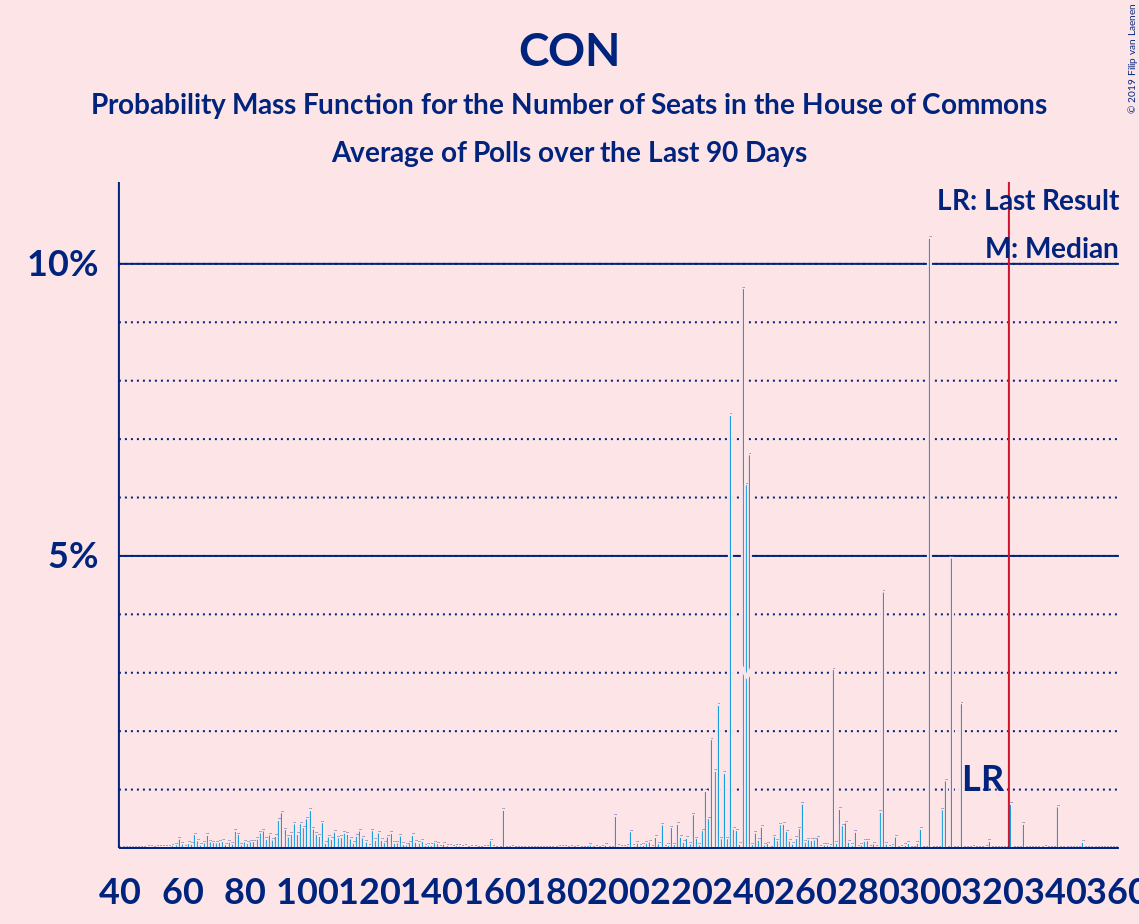 CON
Probability Mass Function for the Number of Seats in the House of Commons
Average of Polls over the Last 90 Days
© 2019 Filip van Laenen
LR: Last Result
M: Median
10%
5%
LR
40 60 80 100 120 140 160 180 200 220 240 260 280 300 320 340 360